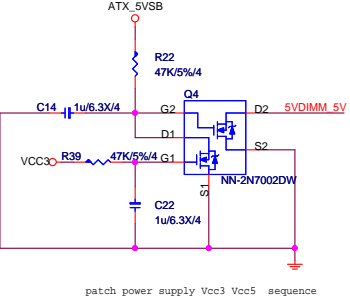 ATX_5VSB
R22
47K/5%/4
Q4
C14
1u/6.3X/4
G2
D2
5VDIMM_5V
D1
S2
VCC3
R39
47K/5%/4
G1
NN-2N7002DW
S1
C22
1u/6.3X/4
patch power supply Vcc3 Vcc5 sequence